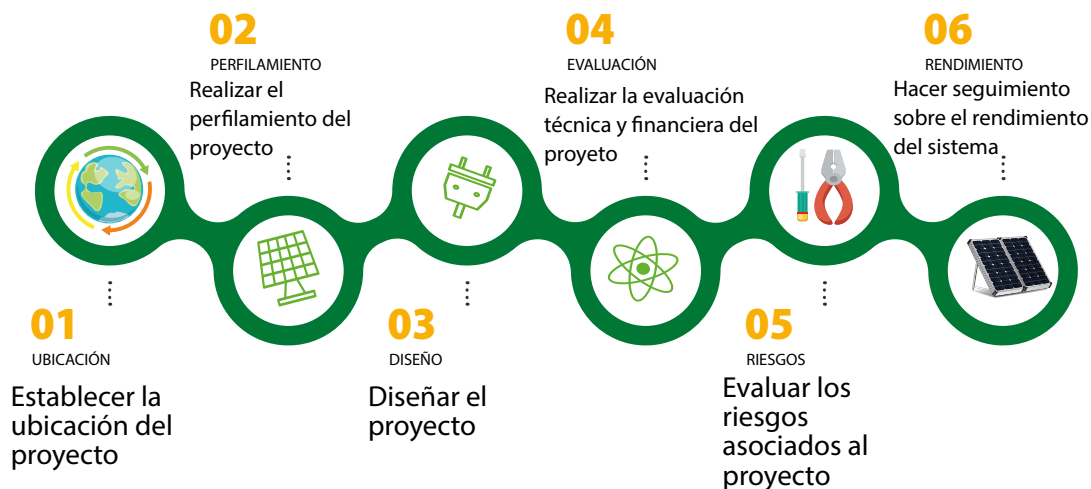 01
UBICACIÓN
Establecer la
ubicación del
proyecto
02
PERFILAMIENTO
Realizar el
perfilamiento del
proyecto
03
DISEÑO
Diseñar el
proyecto
04
EVALUACIÓN
Realizar la evaluación
técnica y financiera del
proyeto
05
RIESGOS
Evaluar los
riesgos
asociados al
proyecto
06
RENDIMIENTO
Hacer seguimiento
sobre el rendimiento
del sistema